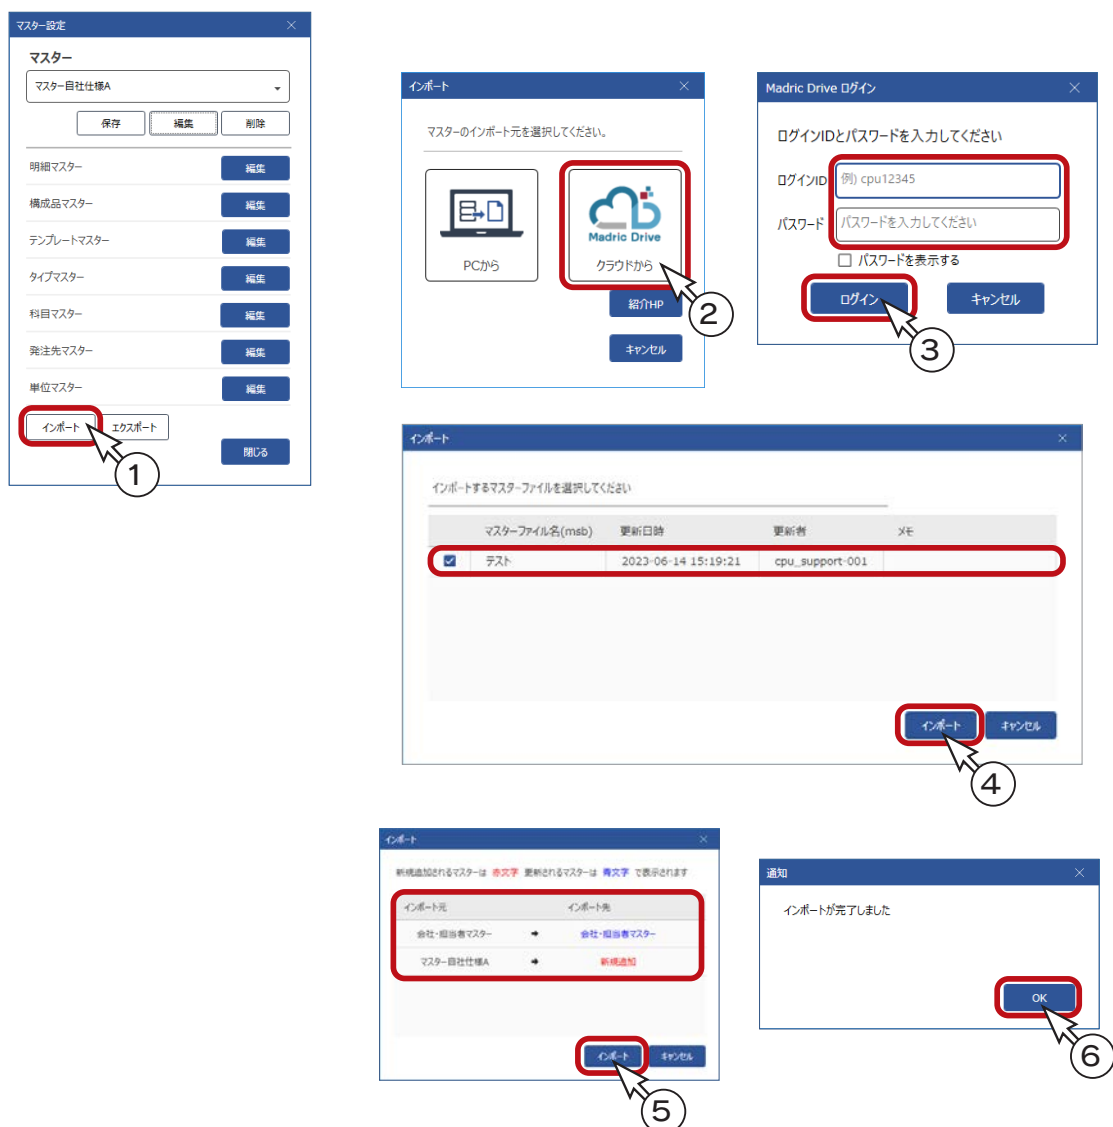 マスター設定
マスター
マスター自社仕様A
保存 編集 削除
明細マスター 編集
構成品マスター 編集
テンプレートマスター 編集
タイプマスター 編集
科目マスター 編集
発注先マスター 編集
単位マスター 編集
インポート エクスポート
閉じる
1
インポート
マスターのインポート元を選択してください。
Madric Drive
PCから クラウドから
紹介HP
キャンセル
2
Madric Drive ログイン
ログインIDとパスワードを入力してください
ログインID 例) cpu12345
パスワード パスワードを入力してください
パスワードを表示する
ログイン キャンセル
3
インポート
インポートするマスターファイルを選択してください
マスターファイル名(msb) 更新日時 更新者 メモ
テスト 2023-06-14 15:19:21 cpu_support-001
インポート キャンセル
4
インポート
新規追加されるマスターは 赤文字 更新されるマスターは 青文字 で表示されます
インポート元 インポート先
会社・担当者マスター ➡ 会社・担当者マスター
マスター自社仕様A ➡ 新規追加
インポート キャンセル
5
通知
インポートが完了しました
OK
6